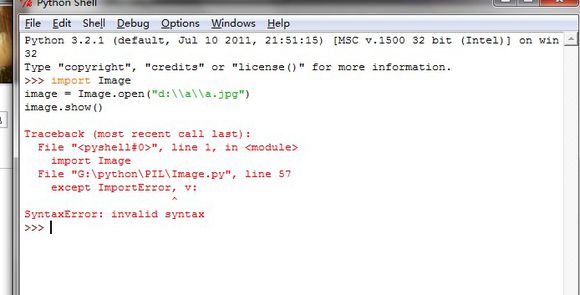 Python Shell
File Edit Shell Debug Options Windows Help
Python 3.2.1 (default, Jul 10 2011, 21:51:15) [MSC v.1500 32 bit (Intel)] on win
32
Type "copyright", "credits" or "license()" for more information.
>>> import Image
image = Image.open("d:\\a\\a.jpg")
image.show()
Traceback (most recent call last):
File "<pyshell#0>", line 1, in <module>
import Image
File "G:\python\PIL\Image.py", line 57
except ImportError, v:
^
SyntaxError: invalid syntax
>>>